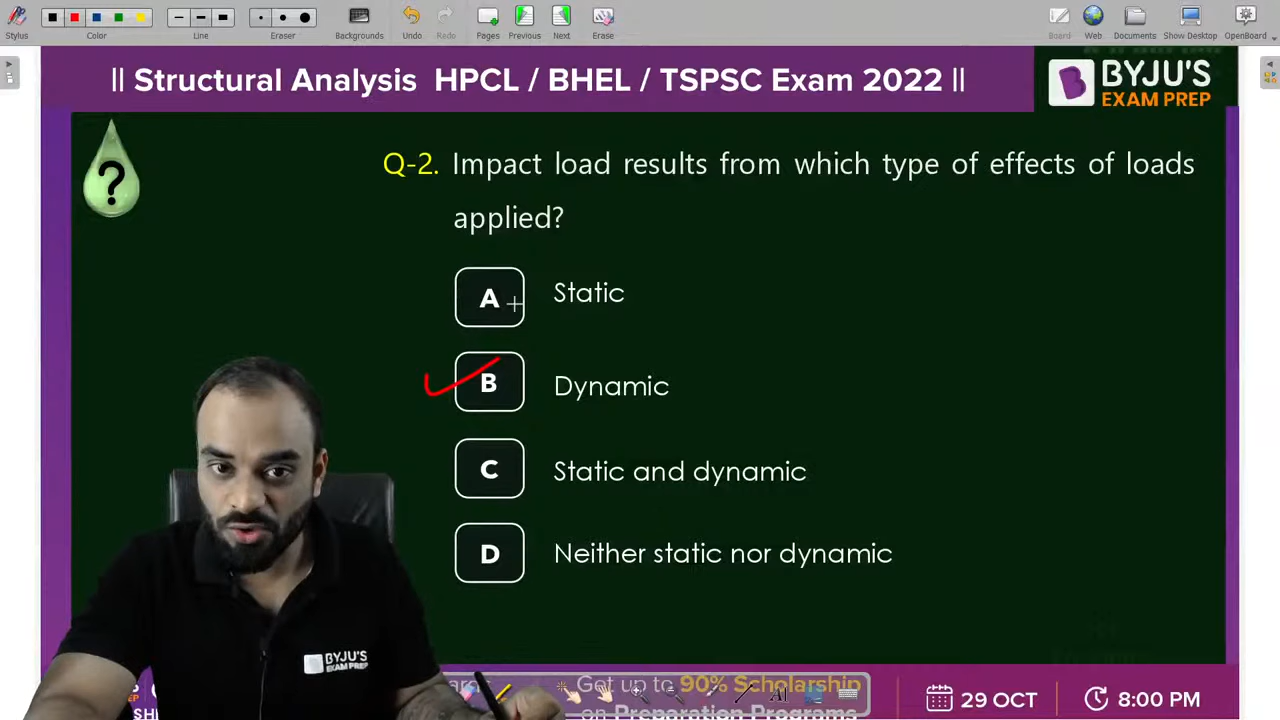 Stylus
Color
Line
Eraser
Backgrounds
Undo
Redo
Pages
Previous
Next
Erase
Board
Web
Documents
Show Desktop
OpenBoard
|| Structural Analysis HPCL / BHEL / TSPSC Exam 2022 ||
BYJU'S
EXAM PREP
?
Q-2. Impact load results from which type of effects of loads
applied?
A Static
B Dynamic
C Static and dynamic
D Neither static nor dynamic
BYJU'S
EXAM PREP
Get up to 90% Scholarship
on Preparation Programs
29 OCT
8:00 PM